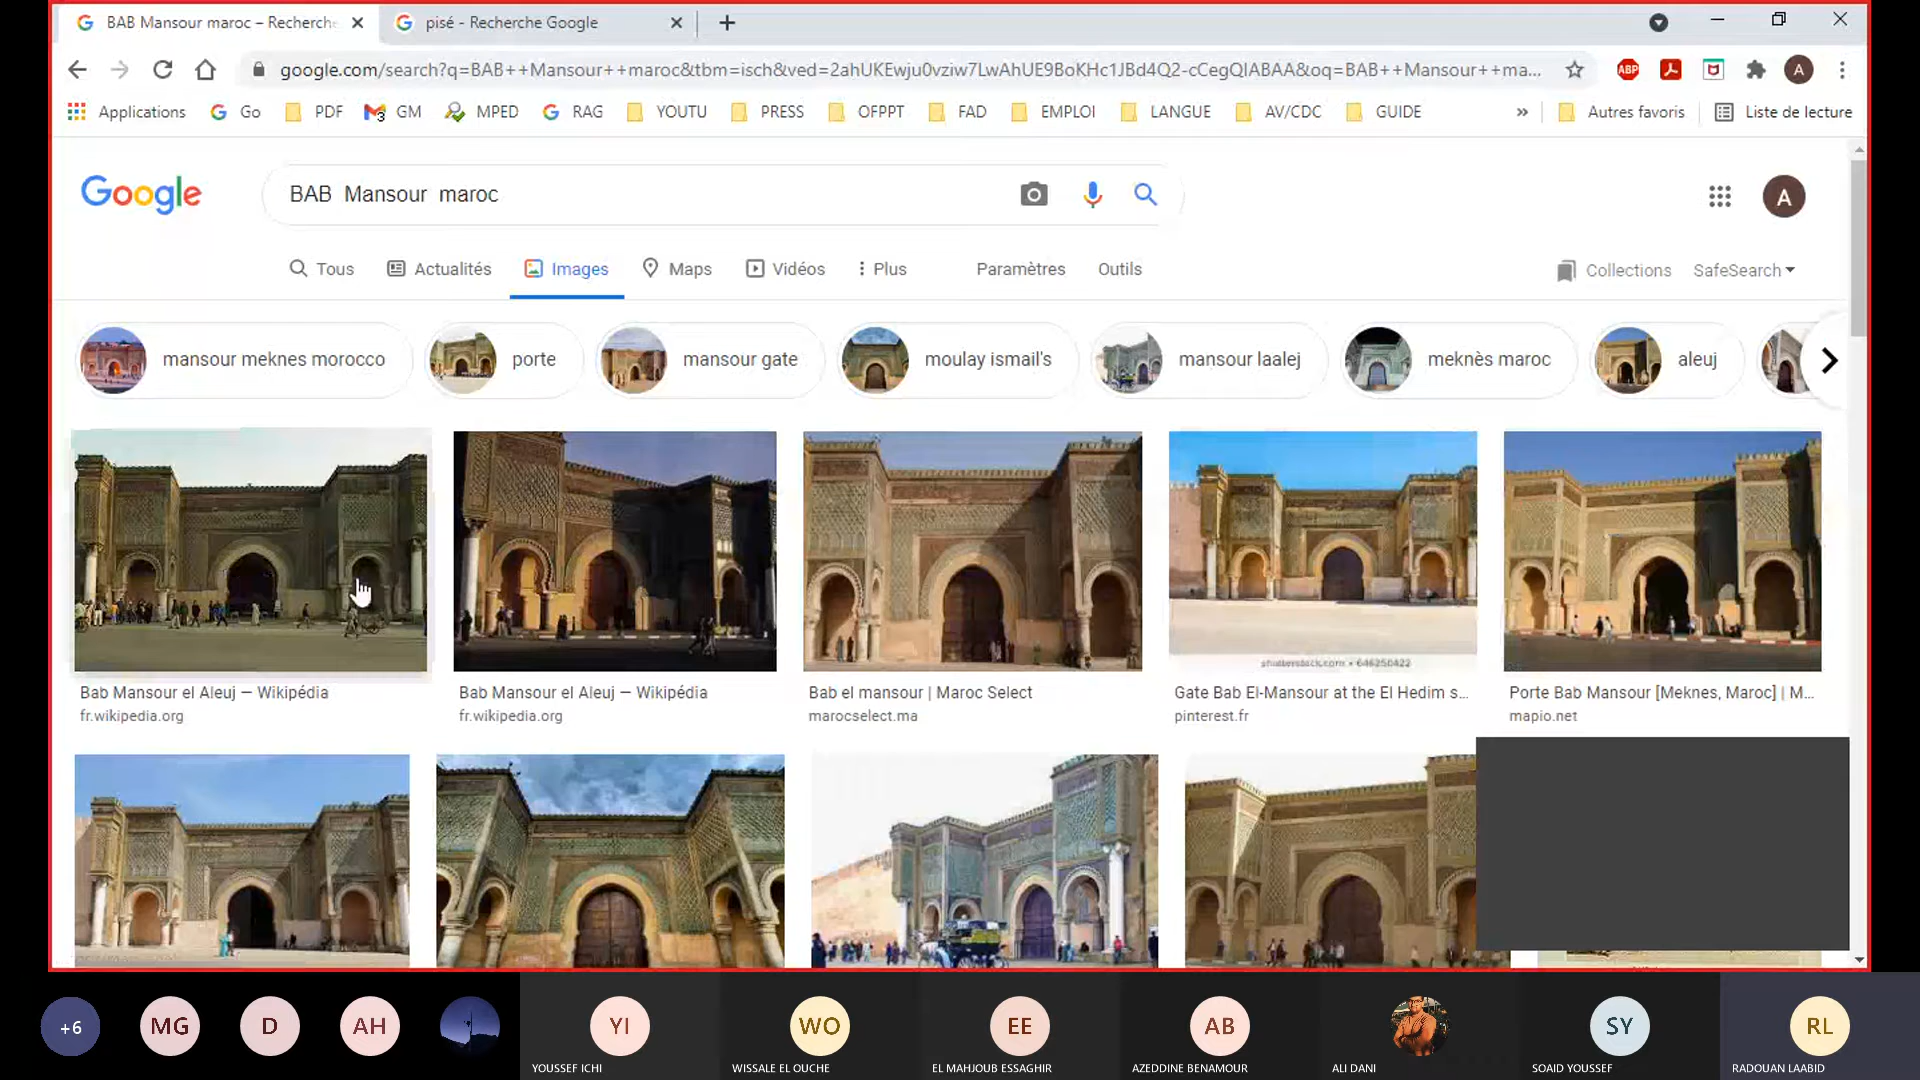 BAB Mansour maroc – Recherche
pisé - Recherche Google
google.com/search?q=BAB++Mansour++maroc&tbm=isch&ved=2ahUKEwju0vziw7LwAhUE9BoKHc1JBd4Q2-cCegQIABAA&oq=BAB++Mansour++ma...
ABP
A
Applications
Go
PDF
GM
MPED
RAG
YOUTU
PRESS
OFPPT
FAD
EMPLOI
LANGUE
AV/CDC
GUIDE
»
Autres favoris
Liste de lecture
Google
BAB Mansour maroc
A
Tous
Actualités
Images
Maps
Vidéos
Plus
Paramètres
Outils
Collections
SafeSearch
mansour meknes morocco
porte
mansour gate
moulay ismail's
mansour laalej
meknès maroc
aleuj
shutterstock.com • 646250422
Bab Mansour el Aleuj — Wikipédia
fr.wikipedia.org
Bab Mansour el Aleuj — Wikipédia
fr.wikipedia.org
Bab el mansour | Maroc Select
marocselect.ma
Gate Bab El-Mansour at the El Hedim s...
pinterest.fr
Porte Bab Mansour [Meknes, Maroc] | M...
mapio.net
+6
MG
D
AH
YI
YOUSSEF ICHI
WO
WISSALE EL OUCHE
EE
EL MAHJOUB ESSAGHIR
AB
AZEDDINE BENAMOUR
ALI DANI
SY
SOAID YOUSSEF
RL
RADOUAN LAABID